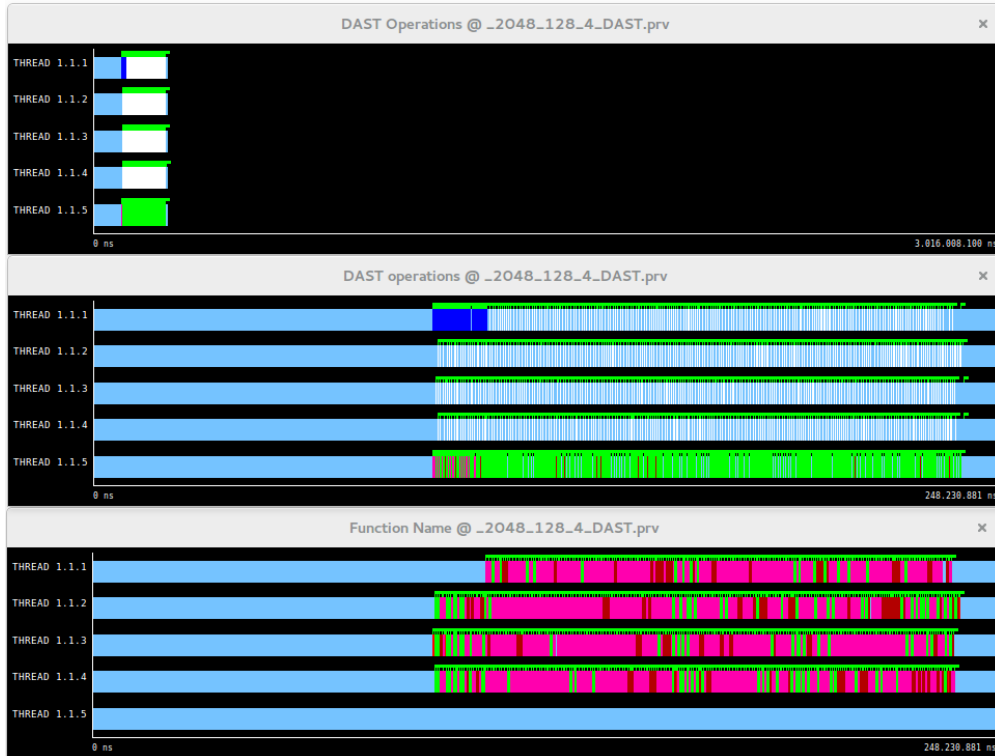 DAST Operations @ _2048_128_4_DAST.prv ×
THREAD 1.1.1
THREAD 1.1.2
THREAD 1.1.3
THREAD 1.1.4
THREAD 1.1.5
0 ns 3.016.008.100 ns
DAST operations @ _2048_128_4_DAST.prv ×
THREAD 1.1.1
THREAD 1.1.2
THREAD 1.1.3
THREAD 1.1.4
THREAD 1.1.5
0 ns 248.230.881 ns
Function Name @ _2048_128_4_DAST.prv ×
THREAD 1.1.1
THREAD 1.1.2
THREAD 1.1.3
THREAD 1.1.4
THREAD 1.1.5
0 ns 248.230.881 ns